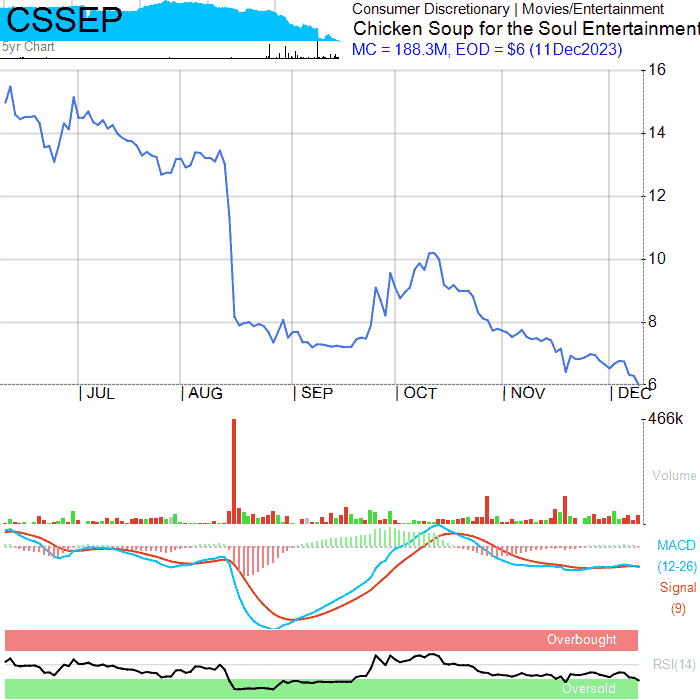 CSSEP
5yr Chart
Consumer Discretionary | Movies/Entertainment
Chicken Soup for the Soul Entertainment
MC = 188.3M, EOD = $6 (11Dec2023)
16
14
12
10
8
6
| JUL
| AUG
| SEP
| OCT
| NOV
| DEC
466k
Volume
MACD
(12-26)
Signal
(9)
Overbought
RSI(14)
Oversold